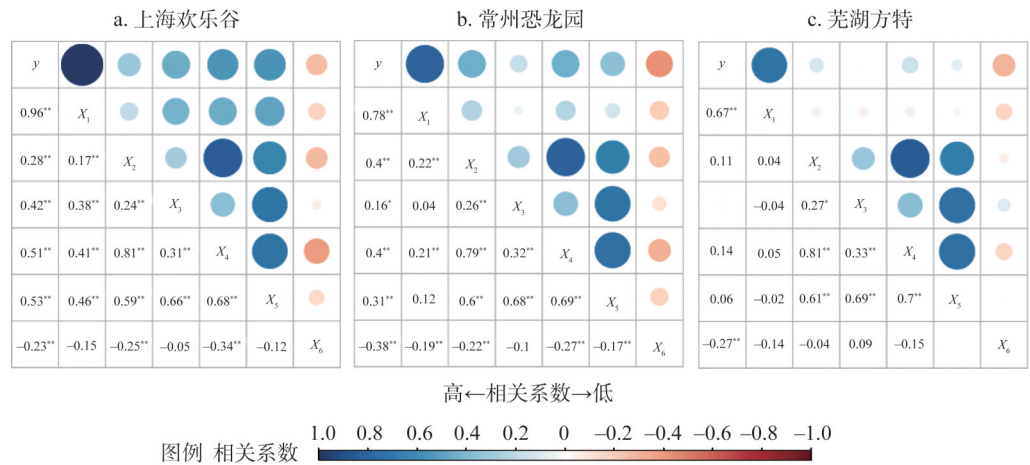 a. 上海欢乐谷 b. 常州恐龙园 c. 芜湖方特
y y y
0.96** X₁ 0.78** X₁ 0.67** X₁
0.28** 0.17** X₂ 0.4** 0.22** X₂ 0.11 0.04 X₂
0.42** 0.38** 0.24** X₃ 0.16* 0.04 0.26** X₃ -0.04 0.27* X₃
0.51** 0.41** 0.81** 0.31** X₄ 0.4** 0.21** 0.79** 0.32** X₄ 0.14 0.05 0.81** 0.33** X₄
0.53** 0.46** 0.59** 0.66** 0.68** X₅ 0.31** 0.12 0.6** 0.68** 0.69** X₅ 0.06 -0.02 0.61** 0.69** 0.7** X₅
-0.23** -0.15 -0.25** -0.05 -0.34** -0.12 X₆ -0.38** -0.19** -0.22** -0.1 -0.27** -0.17** X₆ -0.27** -0.14 -0.04 0.09 -0.15 X₆
高←相关系数→低
图例 相关系数 1.0 0.8 0.6 0.4 0.2 0 -0.2 -0.4 -0.6 -0.8 -1.0